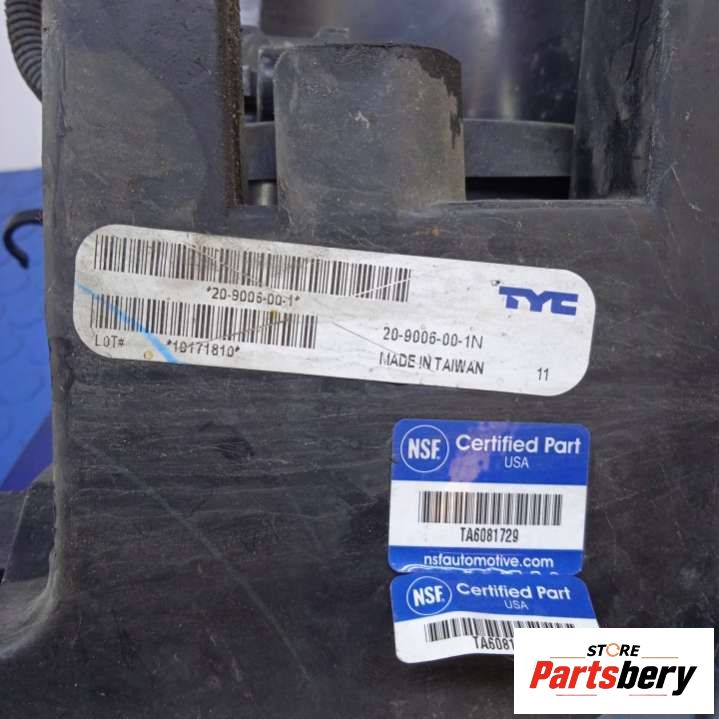 *20-9006-00-1*
TYC
LOT# *10171810*
20-9006-00-1N
MADE IN TAIWAN
11
NSF. Certified Part
USA
TA6081729
nsfautomotive.com
NSF. Certified Part
USA
STORE
Partsbery